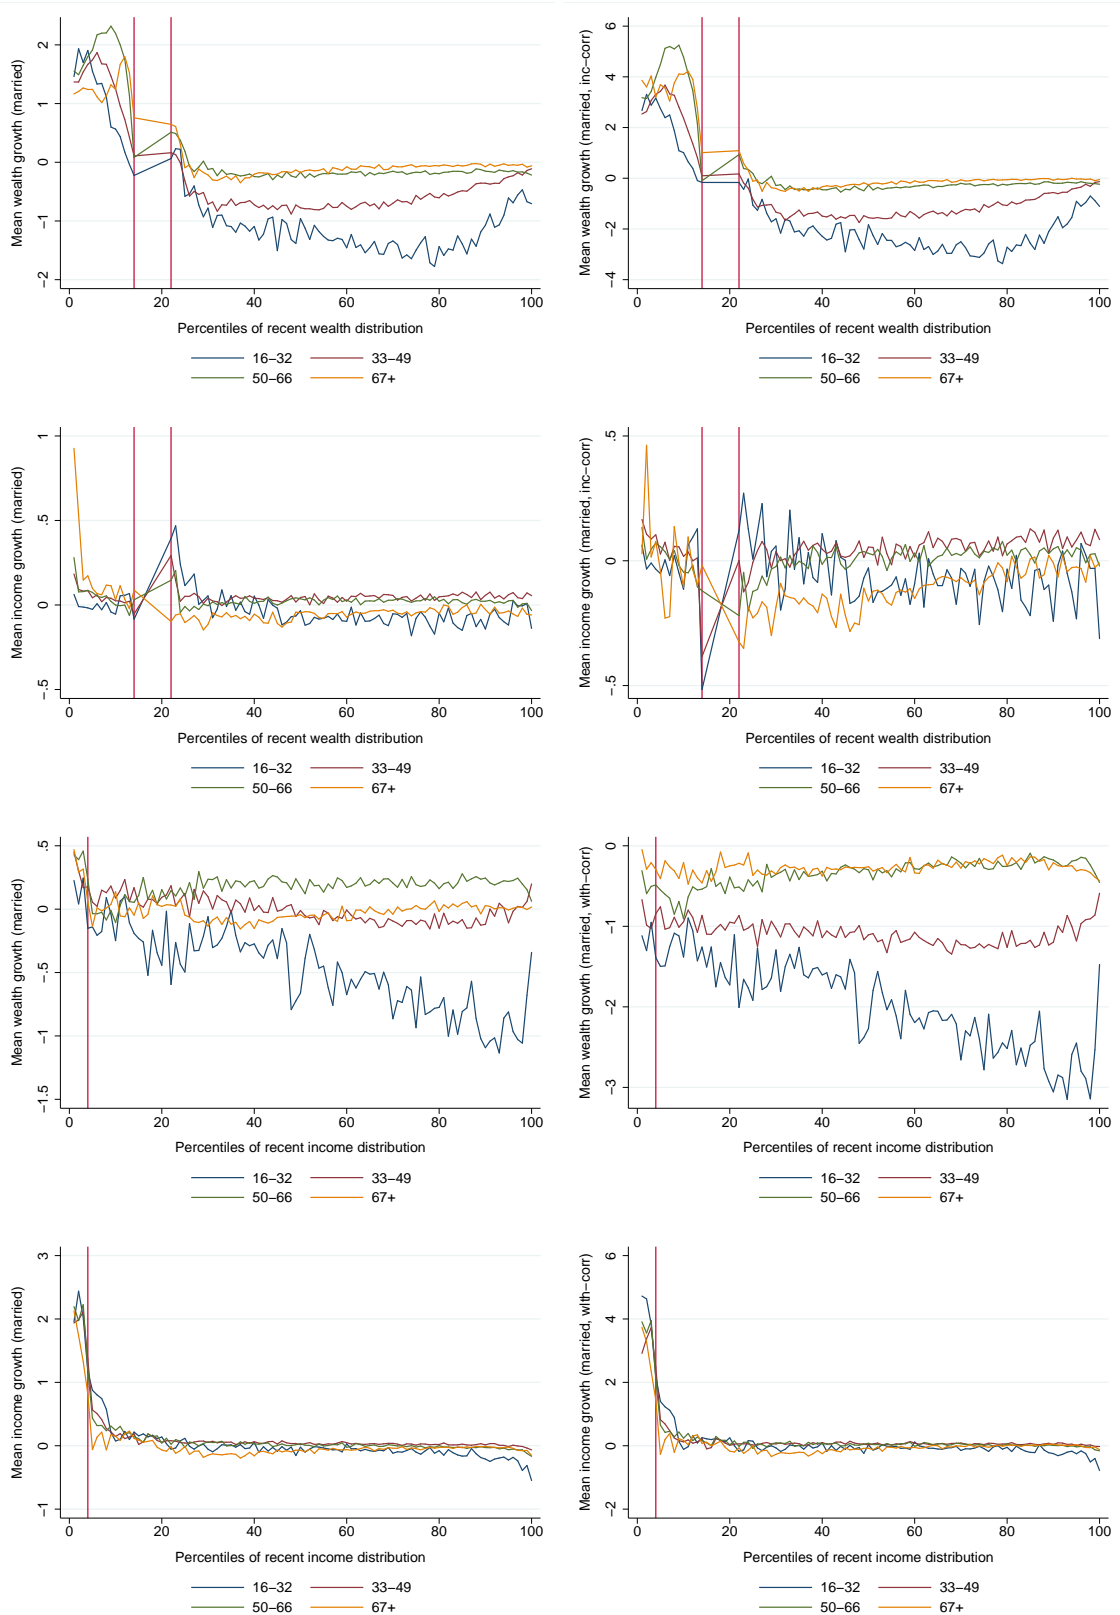 Mean wealth growth (married)
2
1
0
−1
−2
0 20 40 60 80 100
Percentiles of recent wealth distribution
16−32 33−49
50−66 67+
Mean wealth growth (married, inc−corr)
6
4
2
0
−2
−4
0 20 40 60 80 100
Percentiles of recent wealth distribution
16−32 33−49
50−66 67+
Mean income growth (married)
1
.5
0
−.5
0 20 40 60 80 100
Percentiles of recent wealth distribution
16−32 33−49
50−66 67+
Mean income growth (married, inc−corr)
.5
0
−.5
0 20 40 60 80 100
Percentiles of recent wealth distribution
16−32 33−49
50−66 67+
Mean wealth growth (married)
.5
0
−.5
−1
−1.5
0 20 40 60 80 100
Percentiles of recent income distribution
16−32 33−49
50−66 67+
Mean wealth growth (married, wlth−corr)
0
−1
−2
−3
0 20 40 60 80 100
Percentiles of recent income distribution
16−32 33−49
50−66 67+
Mean income growth (married)
3
2
1
0
−1
0 20 40 60 80 100
Percentiles of recent income distribution
16−32 33−49
50−66 67+
Mean income growth (married, wlth−corr)
6
4
2
0
−2
0 20 40 60 80 100
Percentiles of recent income distribution
16−32 33−49
50−66 67+